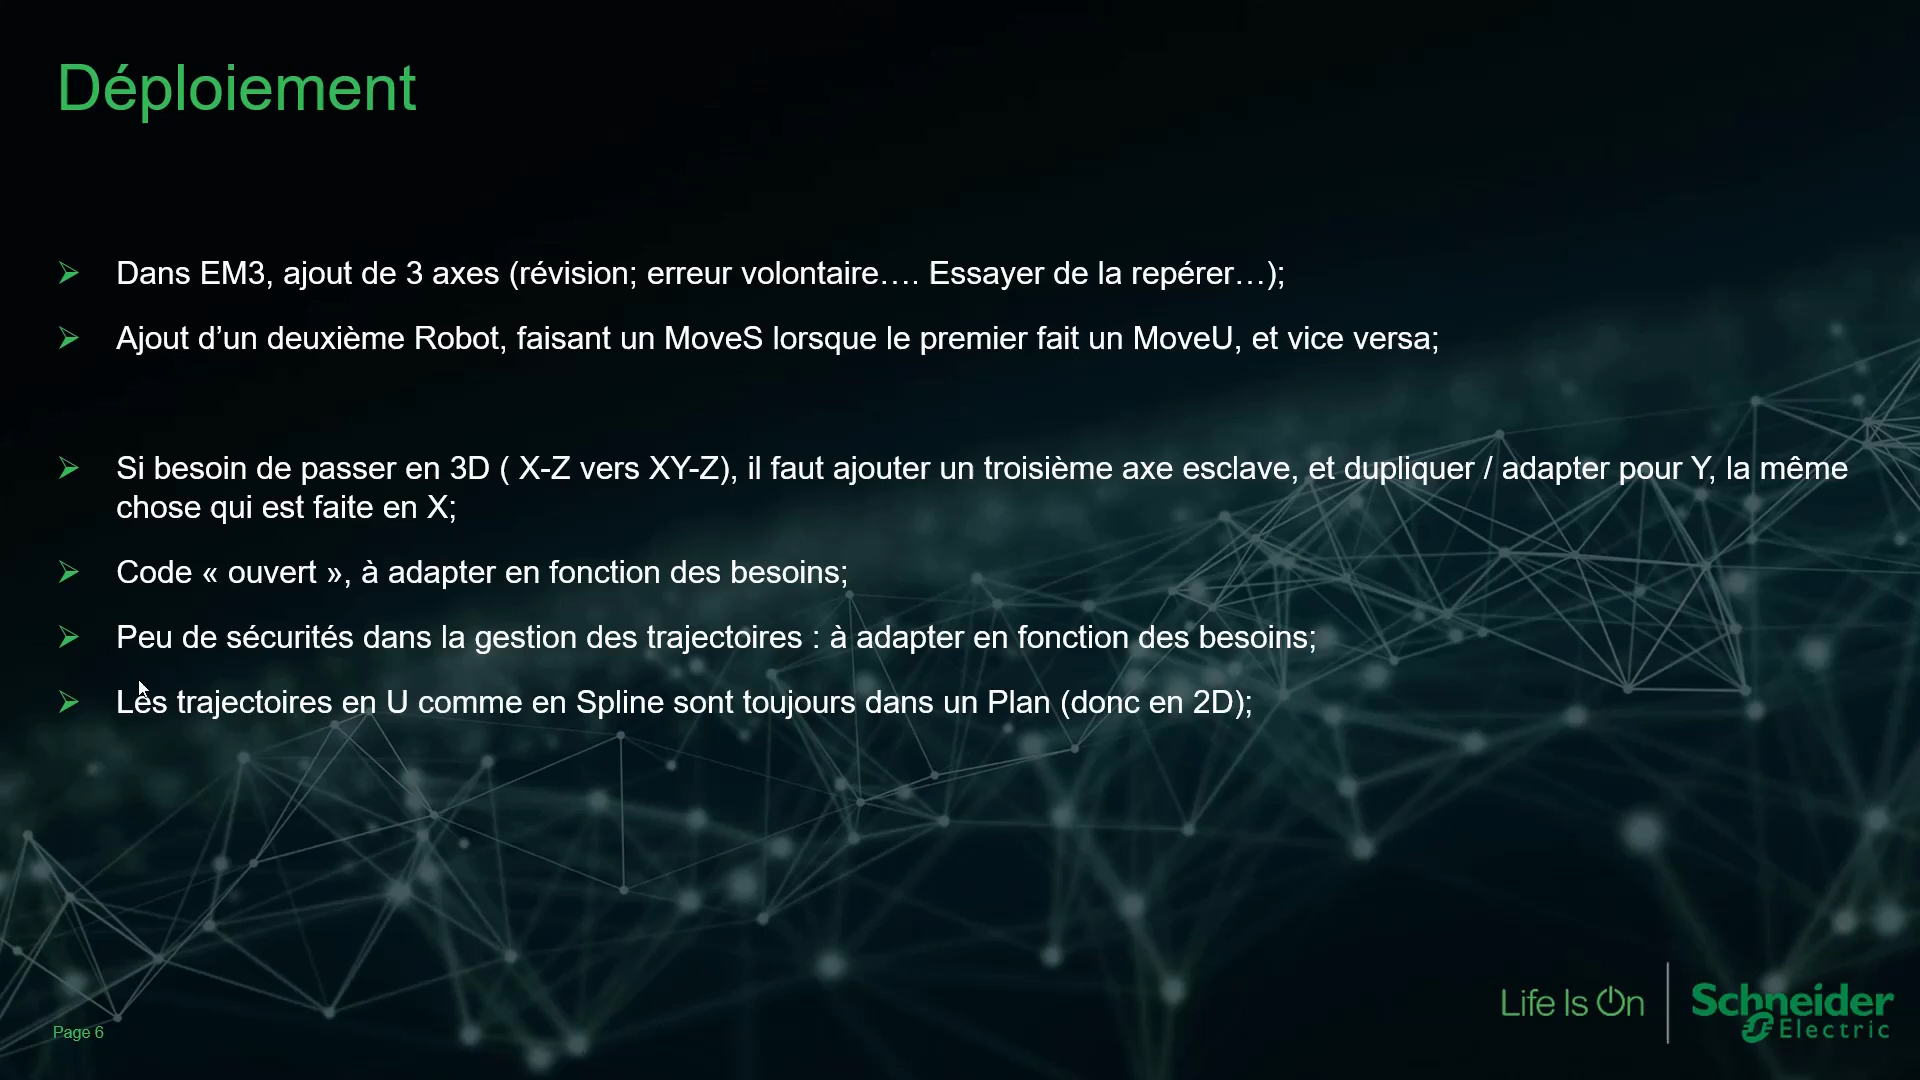 Déploiement
Dans EM3, ajout de 3 axes (révision; erreur volontaire…. Essayer de la repérer…);
Ajout d’un deuxième Robot, faisant un MoveS lorsque le premier fait un MoveU, et vice versa;
Si besoin de passer en 3D ( X-Z vers XY-Z), il faut ajouter un troisième axe esclave, et dupliquer / adapter pour Y, la même
chose qui est faite en X;
Code « ouvert », à adapter en fonction des besoins;
Peu de sécurités dans la gestion des trajectoires : à adapter en fonction des besoins;
Les trajectoires en U comme en Spline sont toujours dans un Plan (donc en 2D);
Life Is On
Schneider
Electric
Page 6